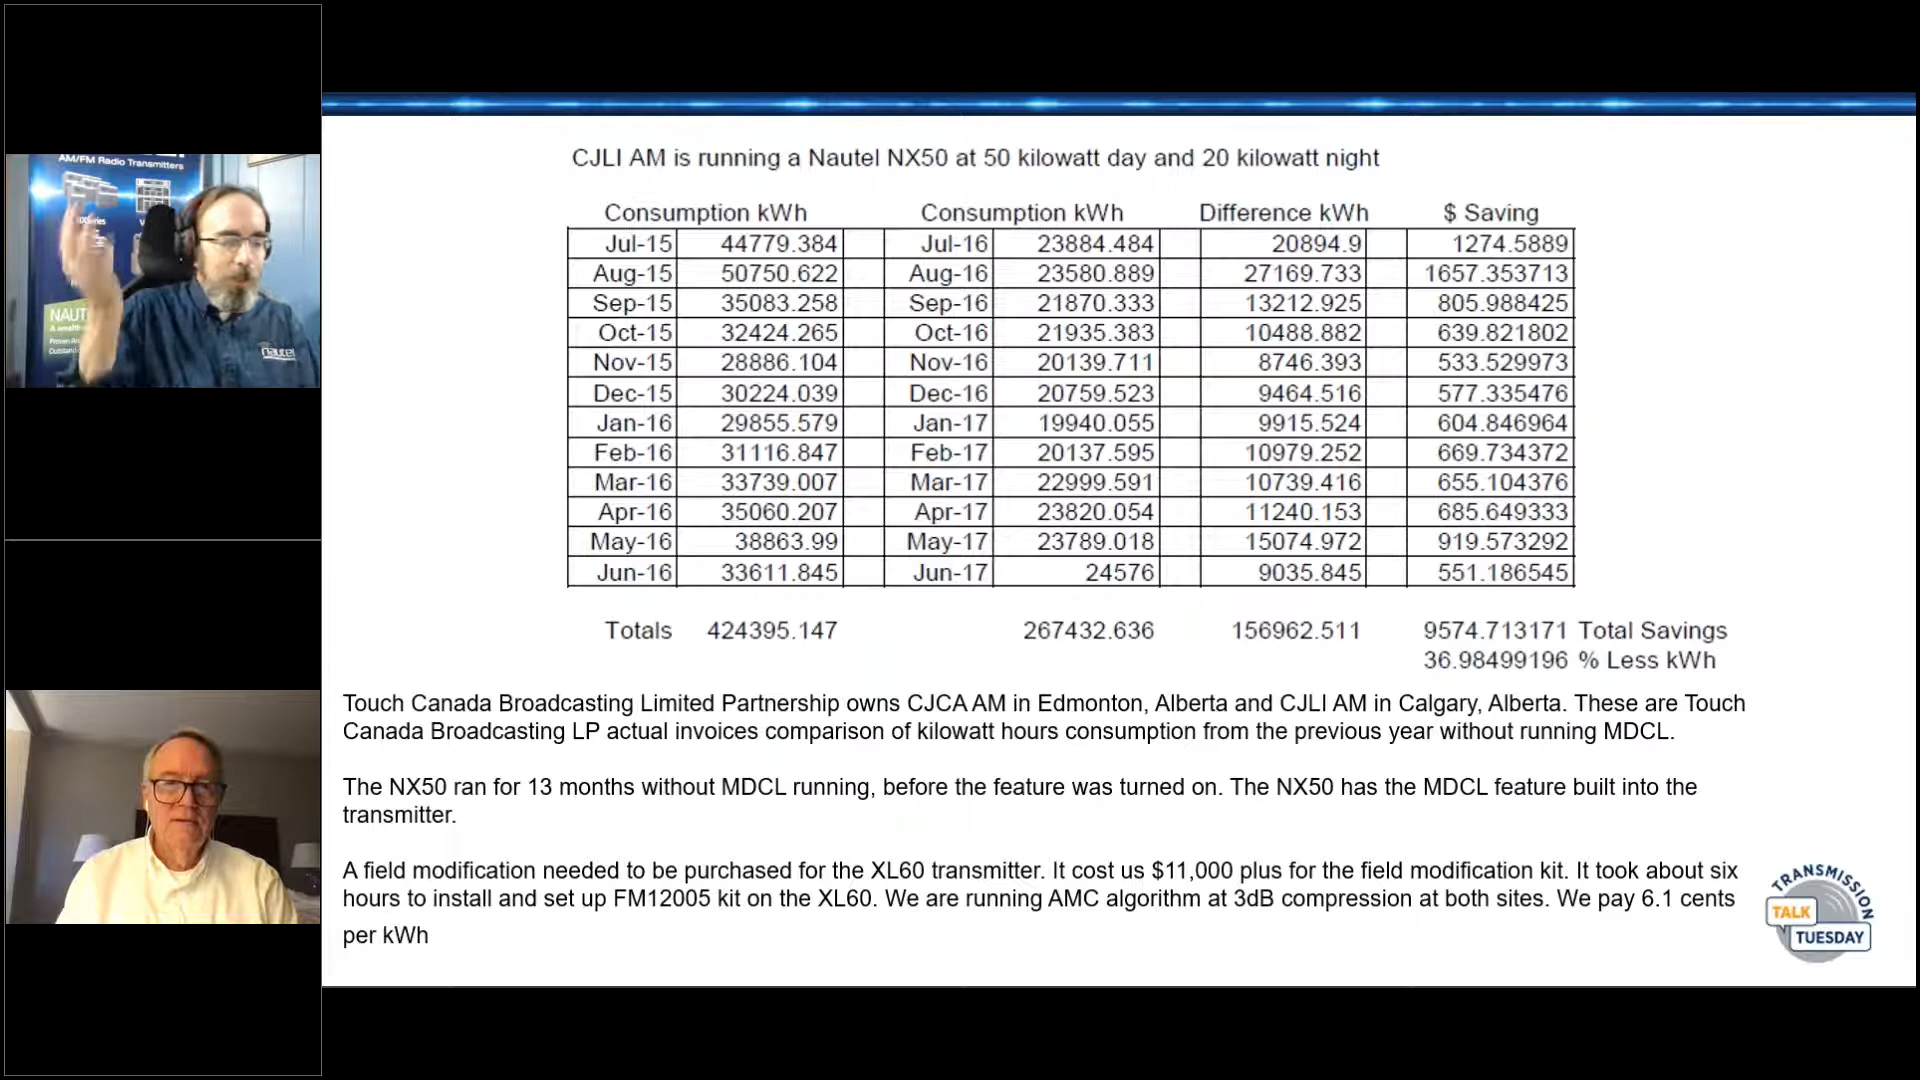 AM/FM Radio Transmitters
NAUT
nautel
CJLI AM is running a Nautel NX50 at 50 kilowatt day and 20 kilowatt night
Consumption kWh Consumption kWh Difference kWh $ Saving
Jul-15 44779.384 Jul-16 23884.484 20894.9 1274.5889
Aug-15 50750.622 Aug-16 23580.889 27169.733 1657.353713
Sep-15 35083.258 Sep-16 21870.333 13212.925 805.988425
Oct-15 32424.265 Oct-16 21935.383 10488.882 639.821802
Nov-15 28886.104 Nov-16 20139.711 8746.393 533.529973
Dec-15 30224.039 Dec-16 20759.523 9464.516 577.335476
Jan-16 29855.579 Jan-17 19940.055 9915.524 604.846964
Feb-16 31116.847 Feb-17 20137.595 10979.252 669.734372
Mar-16 33739.007 Mar-17 22999.591 10739.416 655.104376
Apr-16 35060.207 Apr-17 23820.054 11240.153 685.649333
May-16 38863.99 May-17 23789.018 15074.972 919.573292
Jun-16 33611.845 Jun-17 24576 9035.845 551.186545
Totals 424395.147 267432.636 156962.511 9574.713171 Total Savings
36.98499196 % Less kWh
Touch Canada Broadcasting Limited Partnership owns CJCA AM in Edmonton, Alberta and CJLI AM in Calgary, Alberta. These are Touch
Canada Broadcasting LP actual invoices comparison of kilowatt hours consumption from the previous year without running MDCL.
The NX50 ran for 13 months without MDCL running, before the feature was turned on. The NX50 has the MDCL feature built into the
transmitter.
A field modification needed to be purchased for the XL60 transmitter. It cost us $11,000 plus for the field modification kit. It took about six
hours to install and set up FM12005 kit on the XL60. We are running AMC algorithm at 3dB compression at both sites. We pay 6.1 cents
per kWh
TRANSMISSION
TALK
TUESDAY